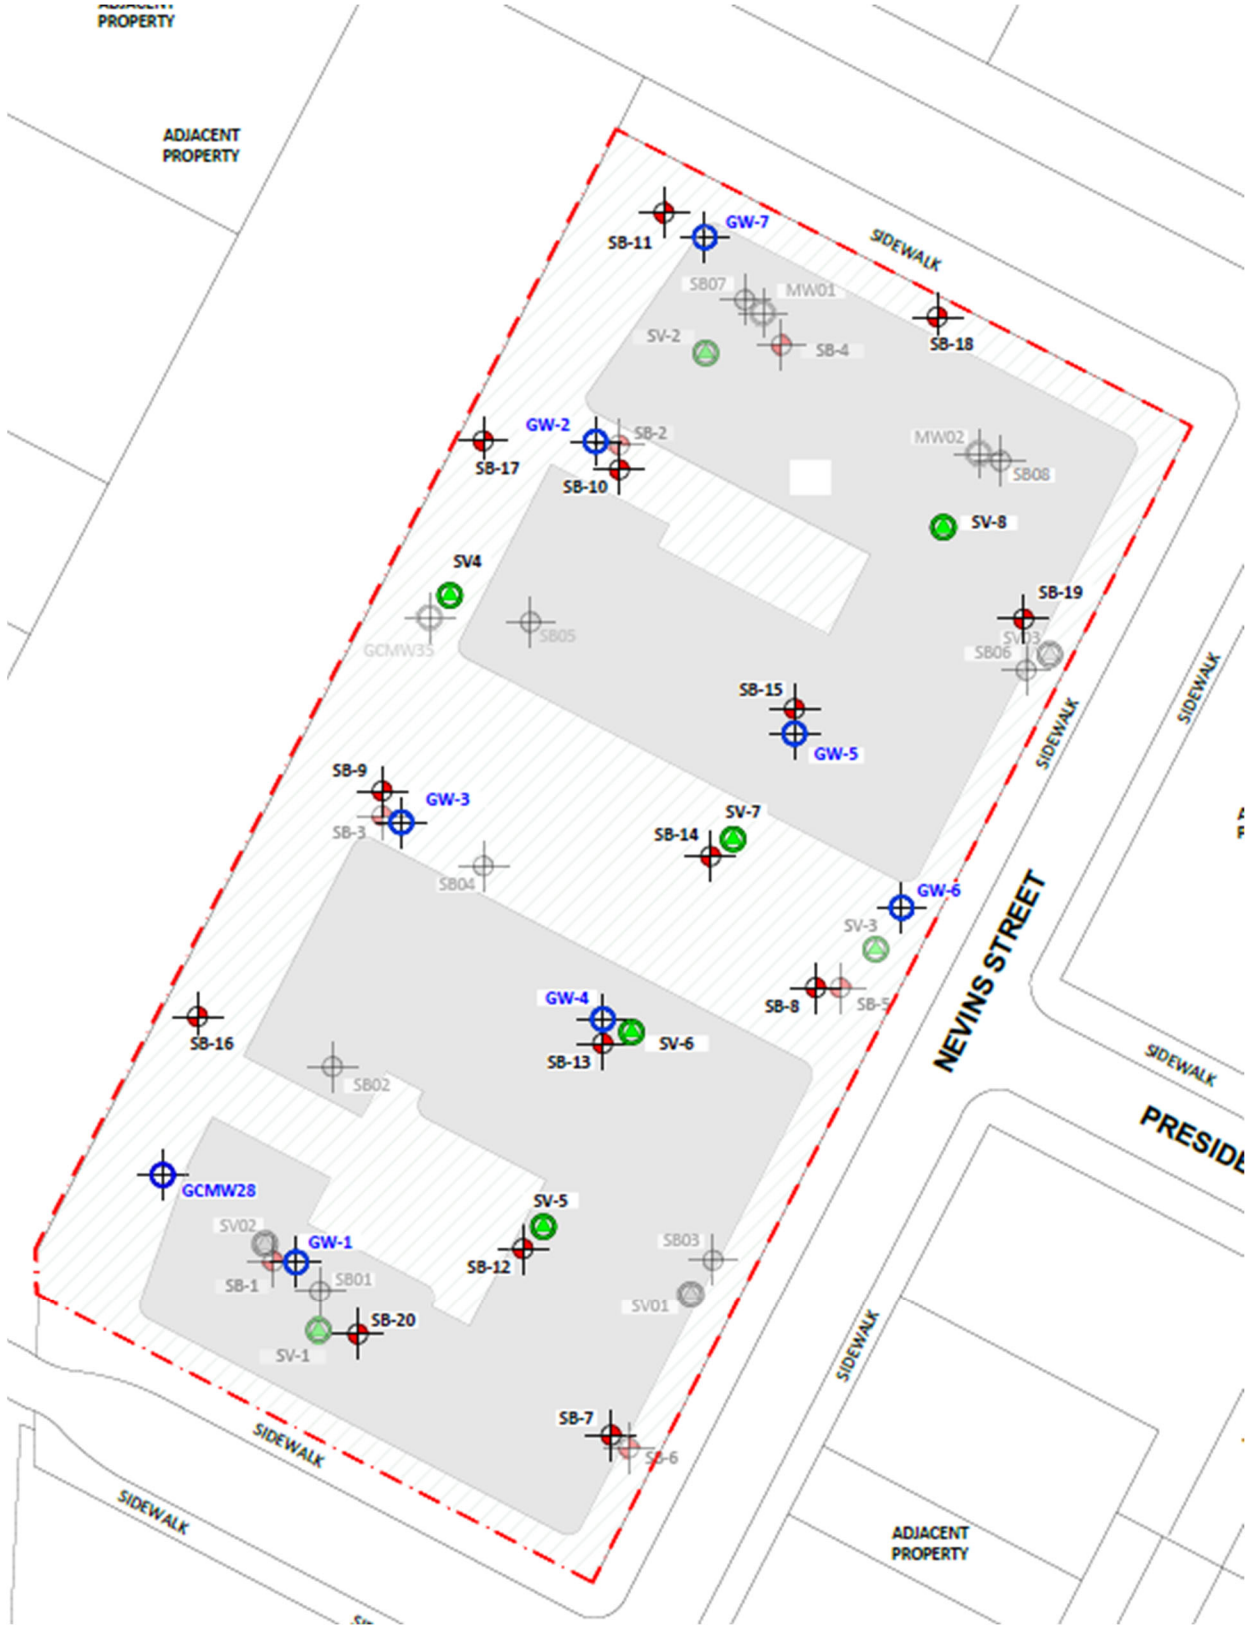 PROPERTY
ADJACENT
PROPERTY
SB-11
GW-7
SIDEWALK
SB07
MW01
SV-2
SB-4
SB-18
GW-2
SB-2
SB-17
SB-10
MW02
SB08
SV-8
SV4
SB-19
GCMW35
SB05
SV03
SB06
SIDEWALK
SB-15
GW-5
SIDEWALK
SB-9
GW-3
SB-3
SV-7
SB-14
SB04
GW-6
SV-3
NEVINS STREET
SB-8
SB-5
GW-4
SV-6
SB-13
SB-16
SIDEWALK
SB02
PRESIDE
GCMW28
SV-5
SV02
GW-1
SB03
SB-12
SB-1
SB01
SV01
SB-20
SV-1
SIDEWALK
SB-7
SB-6
SIDEWALK
SIDEWALK
ADJACENT
PROPERTY